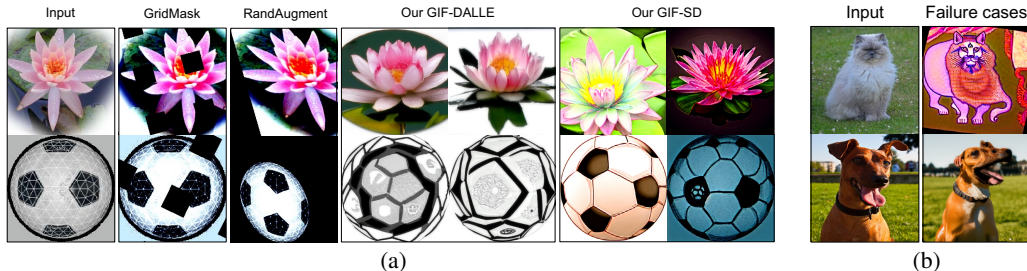 Input GridMask RandAugment Our GIF-DALLE Our GIF-SD Input Failure cases
(a) (b)